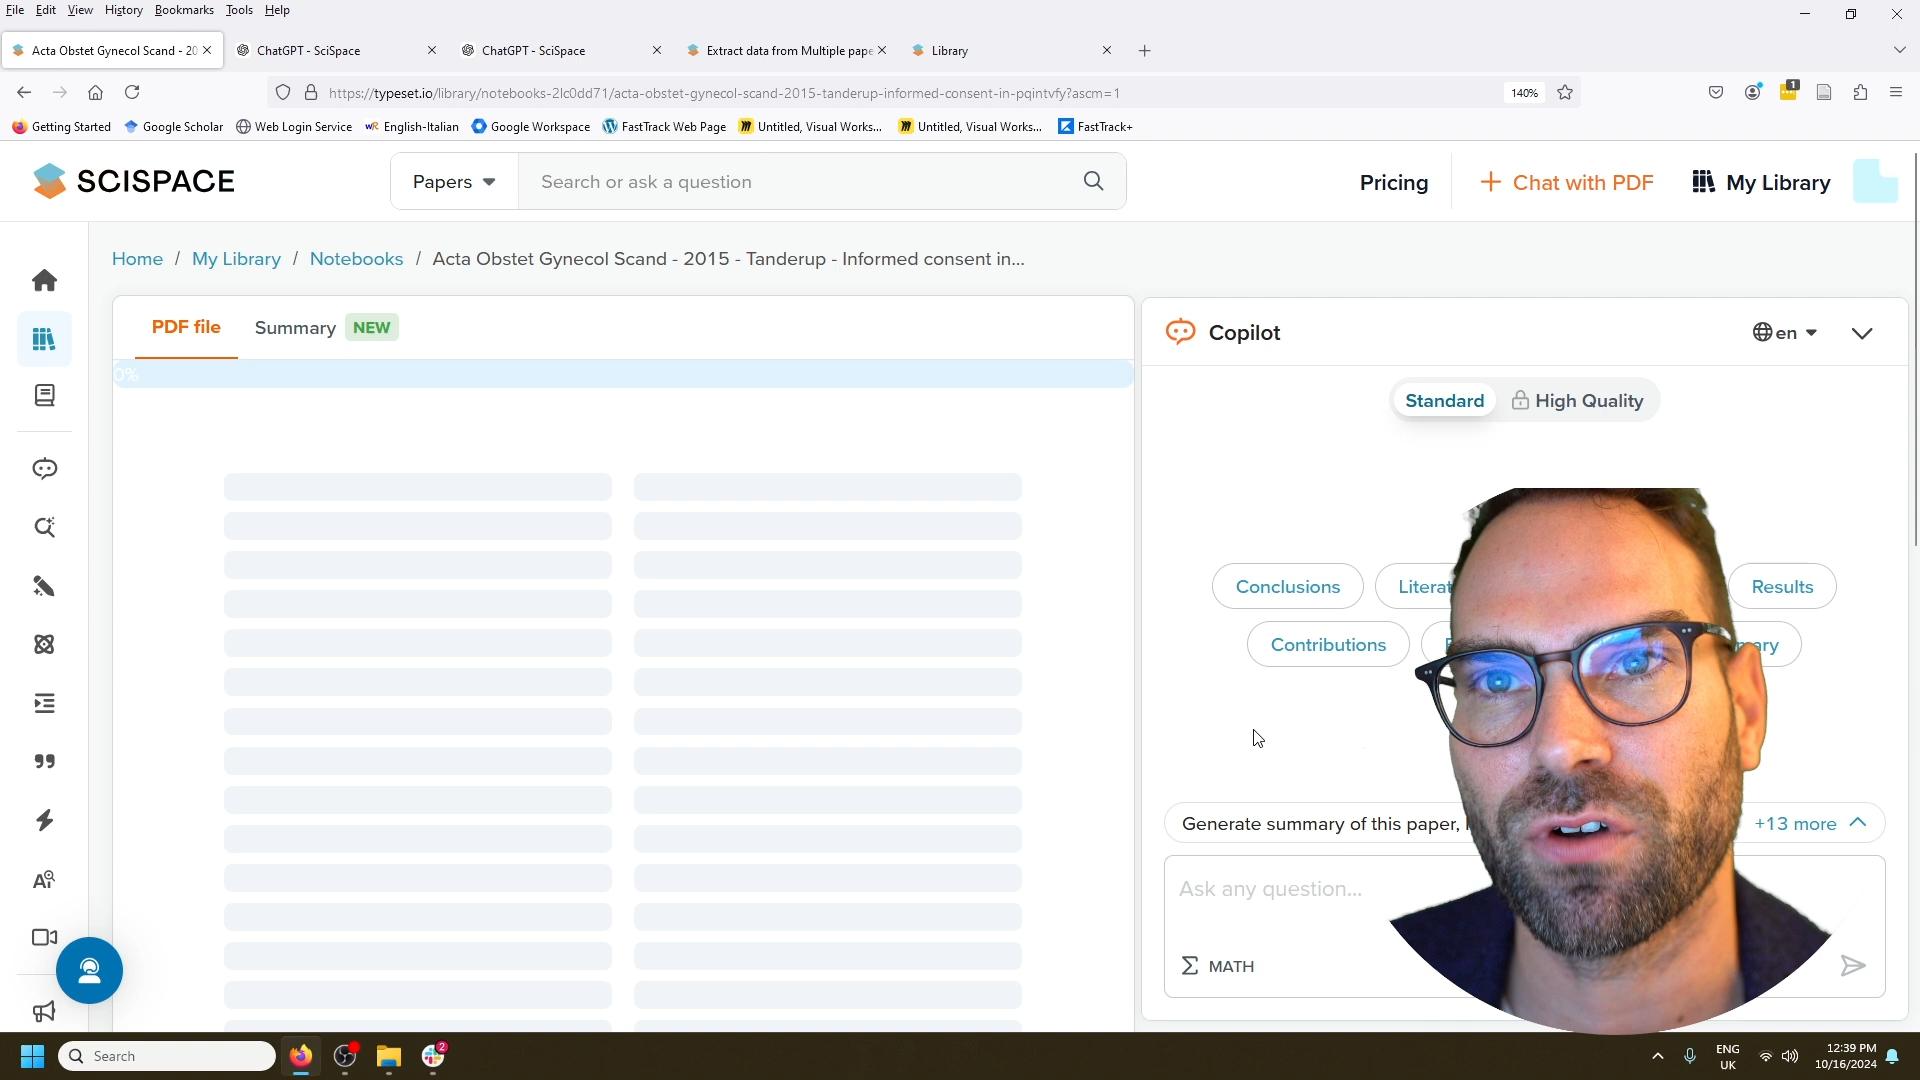 File Edit View History Bookmarks Tools Help
Acta Obstet Gynecol Scand - 20
ChatGPT - SciSpace
ChatGPT - SciSpace
Extract data from Multiple pape
Library
https://typeset.io/library/notebooks-2lc0dd71/acta-obstet-gynecol-scand-2015-tanderup-informed-consent-in-pqintvfy?ascm=1
140%
1
Getting Started Google Scholar Web Login Service English-Italian Google Workspace FastTrack Web Page Untitled, Visual Works... Untitled, Visual Works... FastTrack+
SCISPACE
Papers
Search or ask a question
Pricing
Chat with PDF
My Library
Home / My Library / Notebooks / Acta Obstet Gynecol Scand - 2015 - Tanderup - Informed consent in...
PDF file
Summary NEW
0%
Copilot
en
Standard
High Quality
Conclusions
Results
Contributions
Generate summary of this paper,
+13 more
Ask any question...
MATH
Search
2
ENG
UK
12:39 PM
10/16/2024